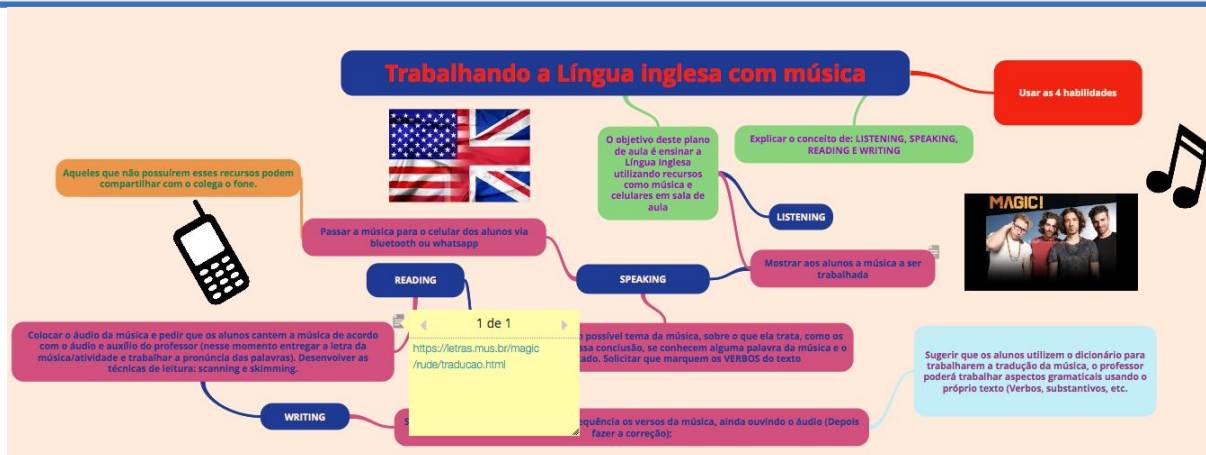 Trabalhando a Língua inglesa com música
Usar as 4 habilidades
O objetivo deste plano
de aula é ensinar a
Língua Inglesa
utilizando recursos
como música e
celulares em sala de
aula
Explicar o conceito de: LISTENING, SPEAKING,
READING E WRITING
Aqueles que não possuírem esses recursos podem
compartilhar com o colega o fone.
MAGIC!
LISTENING
Passar a música para o celular dos alunos via
bluetooth ou whatsapp
Mostrar aos alunos a música a ser
trabalhada
READING
SPEAKING
1 de 1
https://letras.mus.br/magic
/rude/traducao.html
Colocar o áudio da música e pedir que os alunos cantem a música de acordo
com o áudio e auxílio do professor (nesse momento entregar a letra da
música/atividade e trabalhar a pronúncia das palavras). Desenvolver as
técnicas de leitura: scanning e skimming.
possível tema da música, sobre o que ela trata, como os
conclusão, se conhecem alguma palavra da música e o
Solicitar que marquem os VERBOS do texto
Sugerir que os alunos utilizem o dicionário para
trabalharem a tradução da música, o professor
poderá trabalhar aspectos gramaticais usando o
próprio texto (Verbos, substantivos, etc.
WRITING
os versos da música, ainda ouvindo o áudio (Depois
fazer a correção);